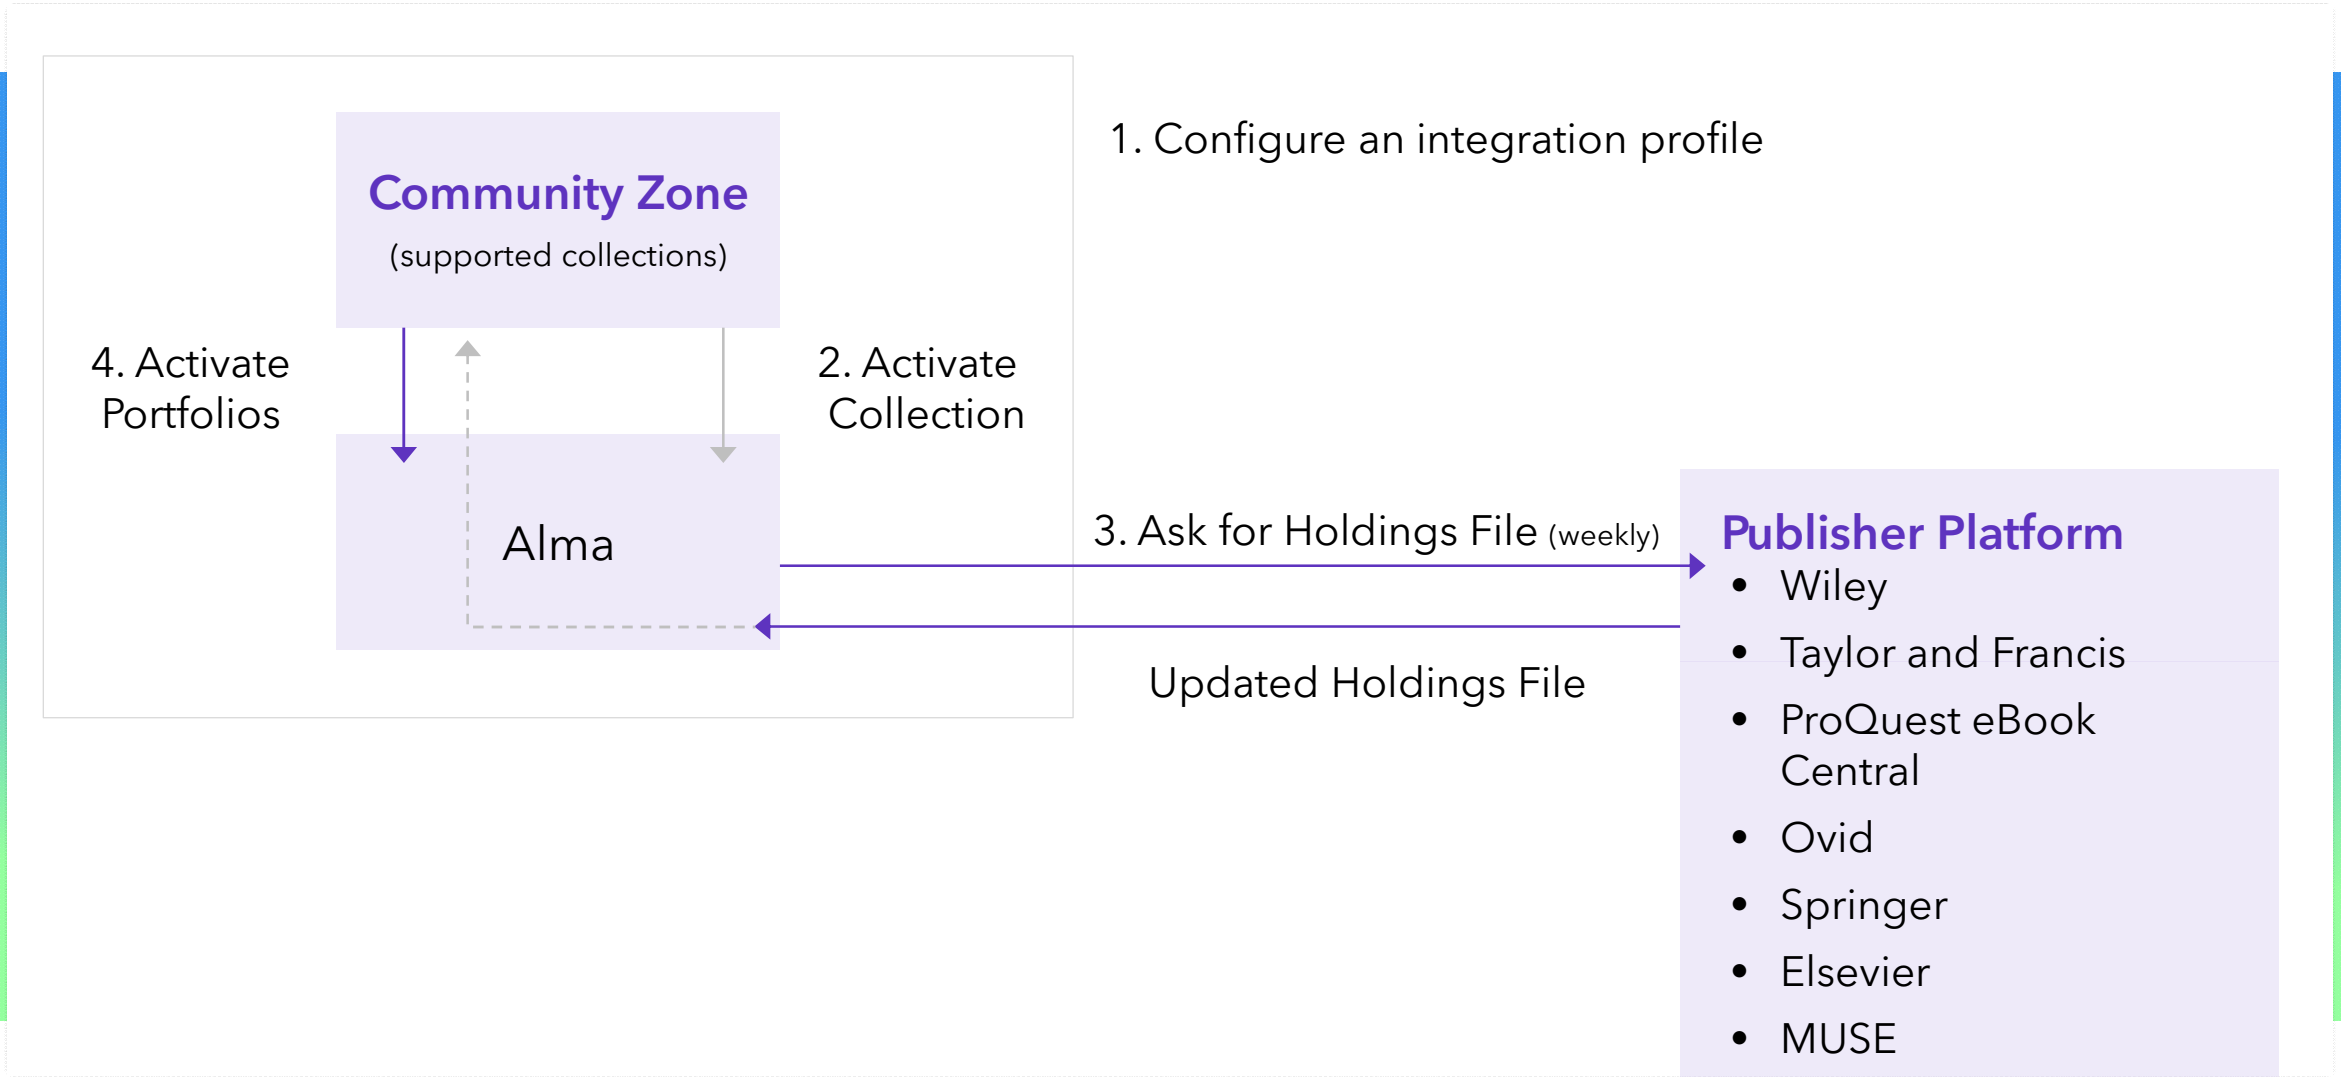 Community Zone
(supported collections)
1. Configure an integration profile
4. Activate
Portfolios
2. Activate
Collection
Alma
3. Ask for Holdings File (weekly)
Updated Holdings File
Publisher Platform
• Wiley
• Taylor and Francis
• ProQuest eBook
Central
• Ovid
• Springer
• Elsevier
• MUSE